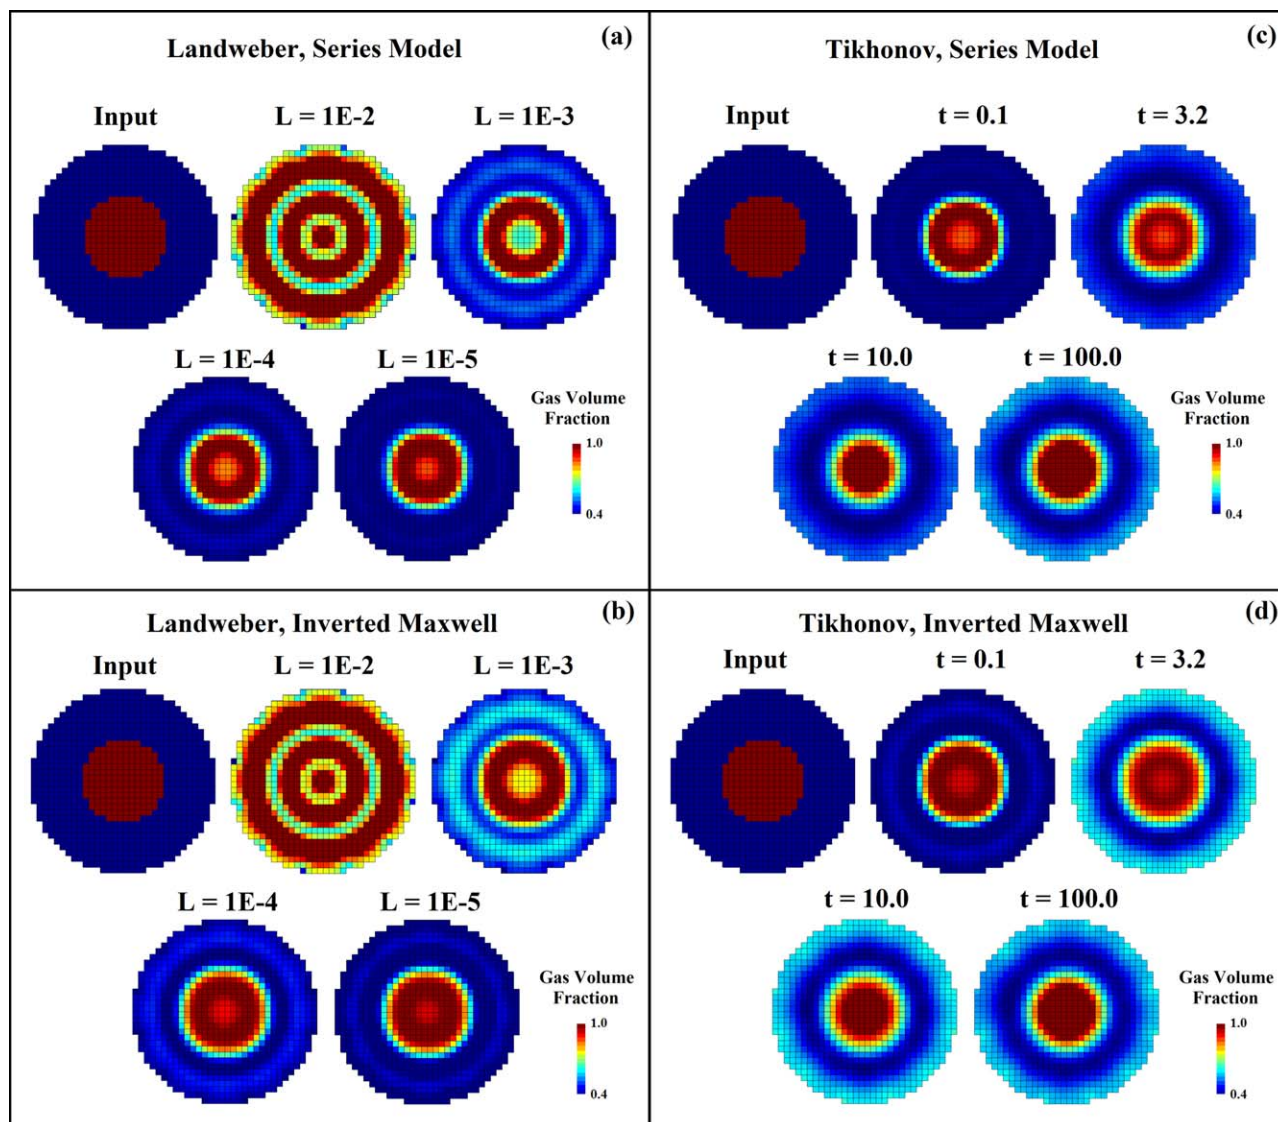 (a)
Landweber, Series Model
Input
L = 1E-2
L = 1E-3
L = 1E-4
L = 1E-5
Gas Volume
Fraction
1.0
0.4
(c)
Tikhonov, Series Model
Input
t = 0.1
t = 3.2
t = 10.0
t = 100.0
Gas Volume
Fraction
1.0
0.4
(b)
Landweber, Inverted Maxwell
Input
L = 1E-2
L = 1E-3
L = 1E-4
L = 1E-5
Gas Volume
Fraction
1.0
0.4
(d)
Tikhonov, Inverted Maxwell
Input
t = 0.1
t = 3.2
t = 10.0
t = 100.0
Gas Volume
Fraction
1.0
0.4